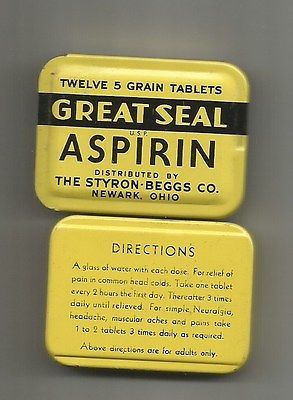 TWELVE 5 GRAIN TABLETS
GREAT SEAL
U.S.P.
ASPIRIN
DISTRIBUTED BY
THE STYRON-BEGGS CO.
NEWARK, OHIO
DIRECTIONS
A glass of water with each dose. For relief of
pain in common head colds. Take one tablet
every 2 hours the first day. Thereafter 3 times
daily until relieved. For simple, Neuralgia,
headache, muscular aches and pains take
1 to 2 tablets 3 times daily as required.
Above directions are for adults only.